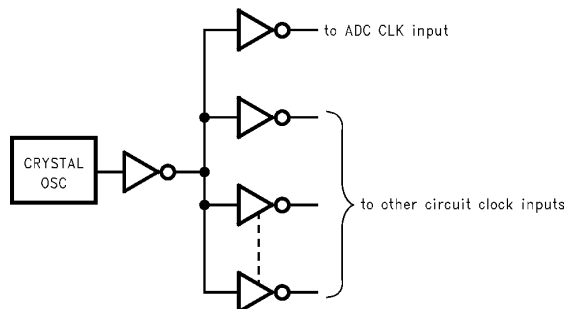 to ADC CLK input
CRYSTAL
OSC
to other circuit clock inputs